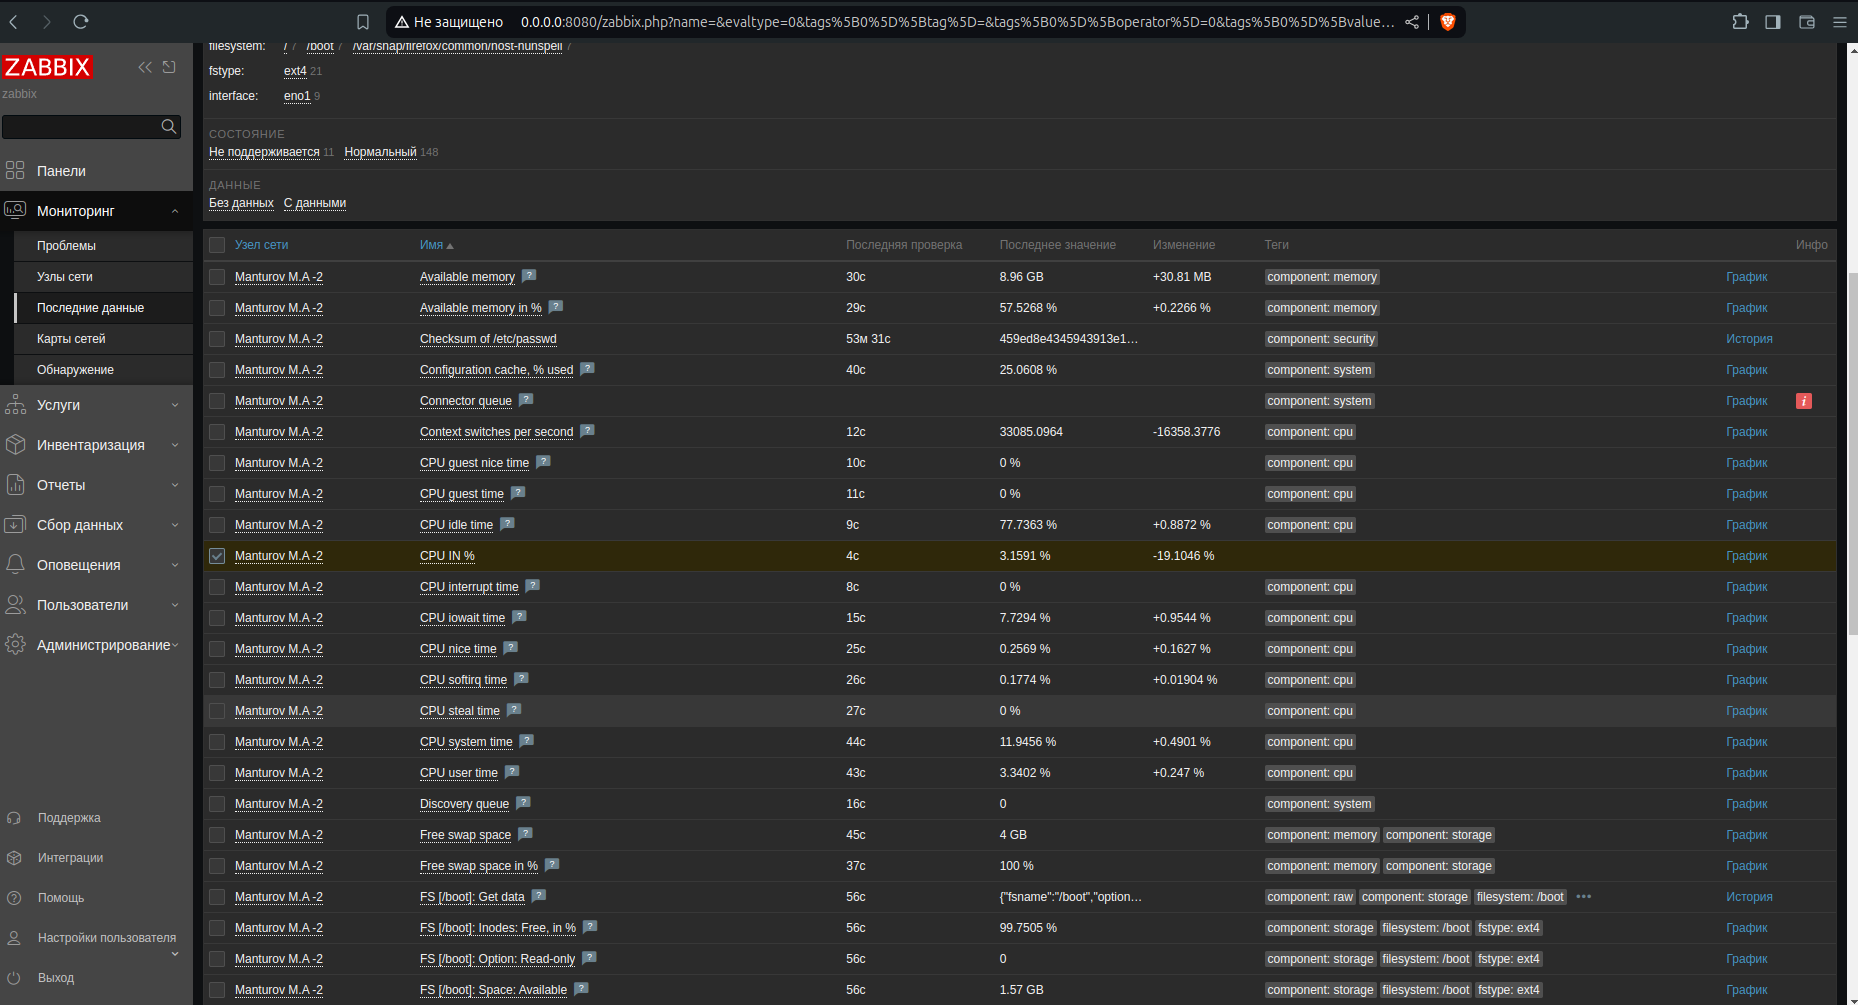 Не защищено 0.0.0.0:8080/zabbix.php?name=&evaltype=0&tags%5B0%5D%5Btag%5D=&tags%5B0%5D%5Boperator%5D=0&tags%5B0%5D%5Bvalue...
ZABBIX
zabbix
Панели
Мониторинг
Проблемы
Узлы сети
Последние данные
Карты сетей
Обнаружение
Услуги
Инвентаризация
Отчеты
Сбор данных
Оповещения
Пользователи
Администрирование
Поддержка
Интеграции
Помощь
Настройки пользователя
Выход
filesystem: / 7 /boot 7 /var/snap/firefox/common/host-hunspell 7
fstype: ext4 21
interface: eno1 9
СОСТОЯНИЕ
Не поддерживается 11 Нормальный 148
ДАННЫЕ
Без данных С данными
Узел сети Имя Последняя проверка Последнее значение Изменение Теги Инфо
Manturov M.A -2 Available memory ? 30с 8.96 GB +30.81 MB component: memory График
Manturov M.A -2 Available memory in % ? 29с 57.5268 % +0.2266 % component: memory График
Manturov M.A -2 Checksum of /etc/passwd 53м 31с 459ed8e4345943913e1... component: security История
Manturov M.A -2 Configuration cache, % used ? 40с 25.0608 % component: system График
Manturov M.A -2 Connector queue ? component: system График i
Manturov M.A -2 Context switches per second ? 12с 33085.0964 -16358.3776 component: cpu График
Manturov M.A -2 CPU guest nice time ? 10с 0 % component: cpu График
Manturov M.A -2 CPU guest time ? 11с 0 % component: cpu График
Manturov M.A -2 CPU idle time ? 9с 77.7363 % +0.8872 % component: cpu График
Manturov M.A -2 CPU IN % 4с 3.1591 % -19.1046 % График
Manturov M.A -2 CPU interrupt time ? 8с 0 % component: cpu График
Manturov M.A -2 CPU iowait time ? 15с 7.7294 % +0.9544 % component: cpu График
Manturov M.A -2 CPU nice time ? 25с 0.2569 % +0.1627 % component: cpu График
Manturov M.A -2 CPU softirq time ? 26с 0.1774 % +0.01904 % component: cpu График
Manturov M.A -2 CPU steal time ? 27с 0 % component: cpu График
Manturov M.A -2 CPU system time ? 44с 11.9456 % +0.4901 % component: cpu График
Manturov M.A -2 CPU user time ? 43с 3.3402 % +0.247 % component: cpu График
Manturov M.A -2 Discovery queue ? 16с 0 component: system График
Manturov M.A -2 Free swap space ? 45с 4 GB component: memory component: storage График
Manturov M.A -2 Free swap space in % ? 37с 100 % component: memory component: storage График
Manturov M.A -2 FS [/boot]: Get data ? 56с {"fsname":"/boot","option... component: raw component: storage filesystem: /boot ••• История
Manturov M.A -2 FS [/boot]: Inodes: Free, in % ? 56с 99.7505 % component: storage filesystem: /boot fstype: ext4 График
Manturov M.A -2 FS [/boot]: Option: Read-only ? 56с 0 component: storage filesystem: /boot fstype: ext4 График
Manturov M.A -2 FS [/boot]: Space: Available ? 56с 1.57 GB component: storage filesystem: /boot fstype: ext4 График